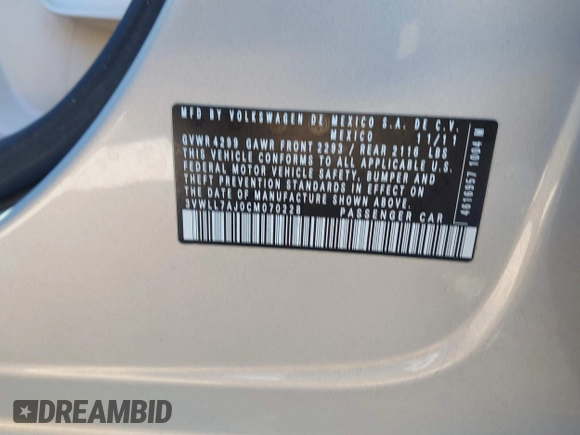 MFD BY VOLKSWAGEN DE MEXICO S.A. DE C.V.
MEXICO 11/11
GVWR 4299 GAWR FRONT 2293 / REAR 2116 LBS
THIS VEHICLE CONFORMS TO ALL APPLICABLE
FEDERAL MOTOR VEHICLE SAFETY, BUMPER AND
THEFT PREVENTION STANDARDS IN EFFECT ON
THE DATE OF MANUFACTURE SHOWN ABOVE.
3VWLL7AJ0CM070226 PASSENGER CAR
4616957 1004 M
DREAMBID